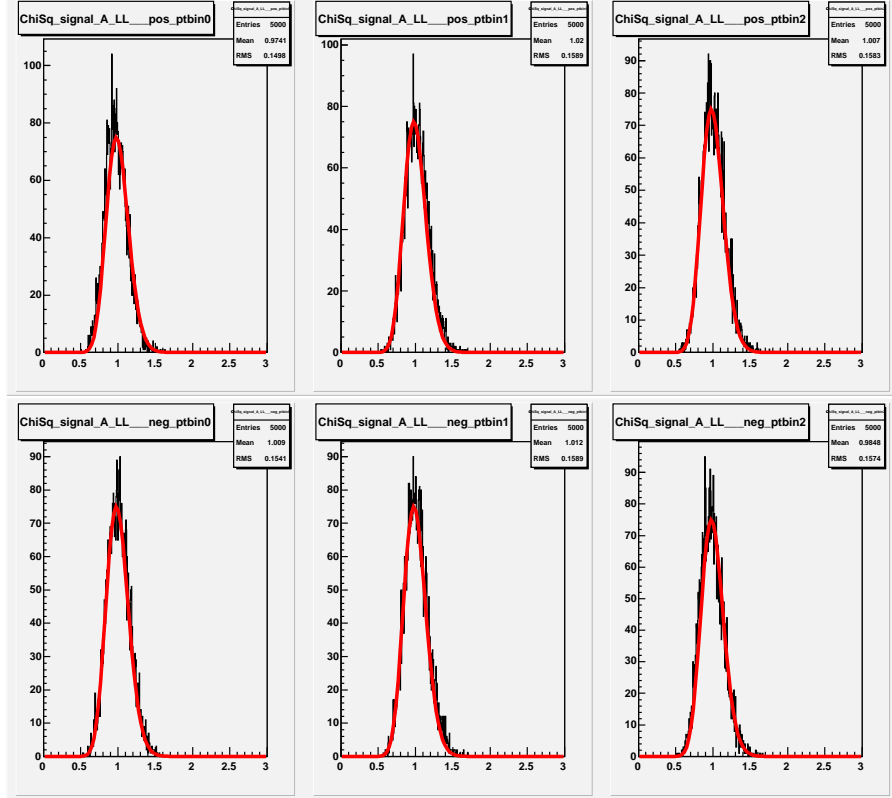 ChiSq_signal_A_LL___pos_ptbin0
ChiSq_signal_A_LL___pos_ptbin0
Entries 5000
Mean 0.9741
RMS 0.1498
100
80
60
40
20
0
0 0.5 1 1.5 2 2.5 3
ChiSq_signal_A_LL___pos_ptbin1
ChiSq_signal_A_LL___pos_ptbin1
Entries 5000
Mean 1.02
RMS 0.1589
100
80
60
40
20
0
0 0.5 1 1.5 2 2.5 3
ChiSq_signal_A_LL___pos_ptbin2
ChiSq_signal_A_LL___pos_ptbin2
Entries 5000
Mean 1.007
RMS 0.1583
90
80
70
60
50
40
30
20
10
0
0 0.5 1 1.5 2 2.5 3
ChiSq_signal_A_LL___neg_ptbin0
ChiSq_signal_A_LL___neg_ptbin0
Entries 5000
Mean 1.009
RMS 0.1541
90
80
70
60
50
40
30
20
10
0
0 0.5 1 1.5 2 2.5 3
ChiSq_signal_A_LL___neg_ptbin1
ChiSq_signal_A_LL___neg_ptbin1
Entries 5000
Mean 1.012
RMS 0.1589
90
80
70
60
50
40
30
20
10
0
0 0.5 1 1.5 2 2.5 3
ChiSq_signal_A_LL___neg_ptbin2
ChiSq_signal_A_LL___neg_ptbin2
Entries 5000
Mean 0.9848
RMS 0.1574
90
80
70
60
50
40
30
20
10
0
0 0.5 1 1.5 2 2.5 3